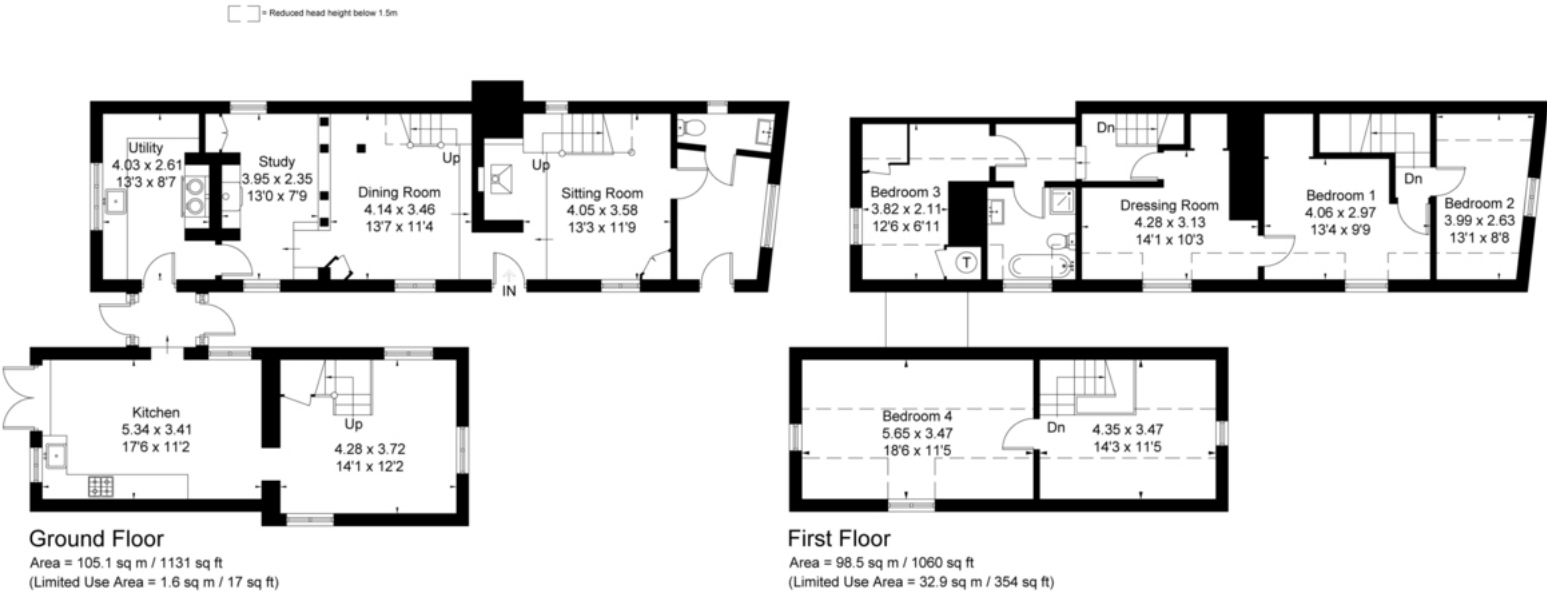 = Reduced head height below 1.5m
Utility
4.03 x 2.61
13'3 x 8'7
Study
3.95 x 2.35
13'0 x 7'9
Up
Dining Room
4.14 x 3.46
13'7 x 11'4
Up
Sitting Room
4.05 x 3.58
13'3 x 11'9
IN
Kitchen
5.34 x 3.41
17'6 x 11'2
Up
4.28 x 3.72
14'1 x 12'2
Ground Floor
Area = 105.1 sq m / 1131 sq ft
(Limited Use Area = 1.6 sq m / 17 sq ft)
Bedroom 3
3.82 x 2.11
12'6 x 6'11
T
Dn
Dressing Room
4.28 x 3.13
14'1 x 10'3
Bedroom 1
4.06 x 2.97
13'4 x 9'9
Dn
Bedroom 2
3.99 x 2.63
13'1 x 8'8
Bedroom 4
5.65 x 3.47
18'6 x 11'5
Dn
4.35 x 3.47
14'3 x 11'5
First Floor
Area = 98.5 sq m / 1060 sq ft
(Limited Use Area = 32.9 sq m / 354 sq ft)